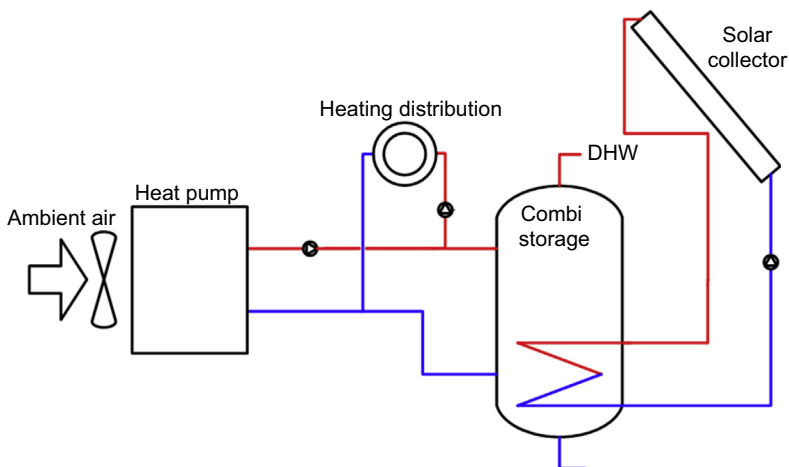 Solar
collector
Heating distribution
DHW
Heat pump
Ambient air
Combi
storage